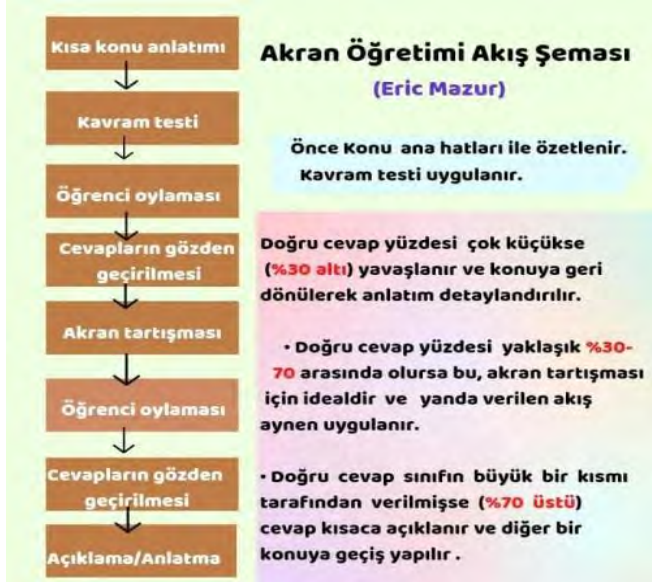 Kısa konu anlatımı
Kavram testi
Öğrenci oylaması
Cevapların gözden
geçirilmesi
Akran tartışması
Öğrenci oylaması
Cevapların gözden
geçirilmesi
Açıklama/Anlatma
Akran Öğretimi Akış Şeması
(Eric Mazur)
Önce Konu ana hatları ile özetlenir.
Kavram testi uygulanır.
Doğru cevap yüzdesi çok küçükse
(%30 altı) yavaşlanır ve konuya geri
dönülerek anlatım detaylandırılır.
• Doğru cevap yüzdesi yaklaşık %30-
70 arasında olursa bu, akran tartışması
için idealdir ve yanda verilen akış
aynen uygulanır.
• Doğru cevap sınıfın büyük bir kısmı
tarafından verilmişse (%70 üstü)
cevap kısaca açıklanır ve diğer bir
konuya geçiş yapılır .